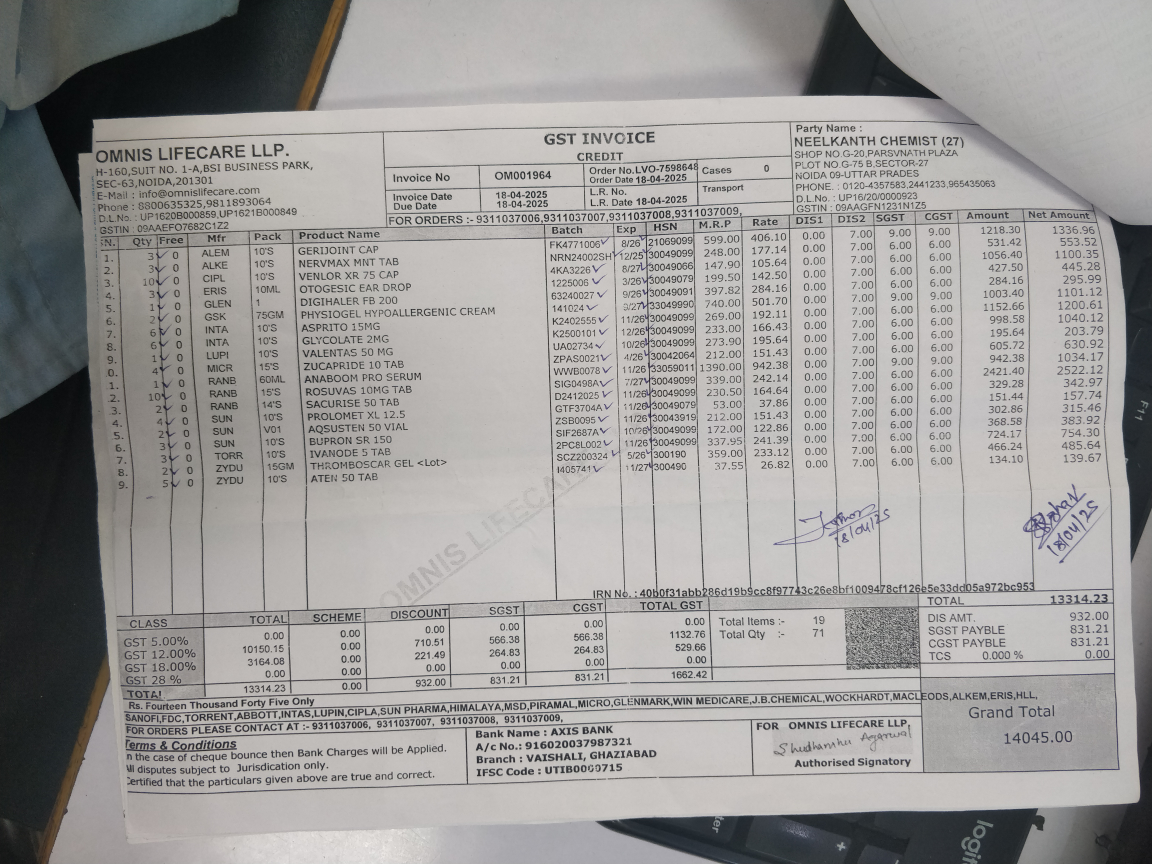 OMNIS LIFECARE LLP.
H-160,SUIT NO. 1-A,BSI BUSINESS PARK,
SEC-63,NOIDA,201301
E-Mail : info@omnislifecare.com
Phone : 8800635325,9811893064
D.L.No. : UP1620B000859,UP1621B000849
GSTIN : 09AAEFO7682C1Z2
GST INVOICE
CREDIT
Invoice No OM001964 Order No.LVO-7598648 Cases 0
Order Date 18-04-2025
Invoice Date 18-04-2025 L.R. No. Transport
Due Date 18-04-2025 L.R. Date 18-04-2025
FOR ORDERS :- 9311037006,9311037007,9311037008,9311037009,
Party Name :
NEELKANTH CHEMIST (27)
SHOP NO.G-20,PARSVNATH PLAZA
PLOT NO.G-75 B,SECTOR-27
NOIDA 09-UTTAR PRADES
PHONE. : 0120-4357583,2441233,965435063
D.L.NO. : UP16/20/0000923
GSTIN : 09AAGFN1231N1Z5
SN. Qty Free Mfr Pack Product Name Batch Exp HSN M.R.P Rate DIS1 DIS2 SGST CGST Amount Net Amount
1. 3 0 ALEM 10'S GERIJOINT CAP FK4771006 8/26 21069099 599.00 406.10 0.00 7.00 9.00 9.00 1218.30 1336.96
2. 3 0 ALKE 10'S NERVMAX MNT TAB NRN24002SH 12/25 30049099 248.00 177.14 0.00 7.00 6.00 6.00 531.42 553.52
3. 10 0 CIPL 10'S VENLOR XR 75 CAP 4KA3226 8/27 30049066 147.90 105.64 0.00 7.00 6.00 6.00 1056.40 1100.35
4. 3 0 ERIS 10ML OTOGESIC EAR DROP 1225006 3/26 30049079 199.50 142.50 0.00 7.00 6.00 6.00 427.50 445.28
5. 1 0 GLEN 1 DIGIHALER FB 200 63240027 9/26 30049091 397.82 284.16 0.00 7.00 6.00 6.00 284.16 295.99
6. 2 0 GSK 75GM PHYSIOGEL HYPOALLERGENIC CREAM 141024 3/27 33049990 740.00 501.70 0.00 7.00 9.00 9.00 1003.40 1101.12
7. 6 0 INTA 10'S ASPRITO 15MG K2402555 11/26 30049099 269.00 192.11 0.00 7.00 6.00 6.00 1152.66 1200.61
8. 6 0 INTA 10'S GLYCOLATE 2MG K2500101 12/26 30049099 233.00 166.43 0.00 7.00 6.00 6.00 998.58 1040.12
9. 1 0 LUPI 10'S VALENTAS 50 MG UA02734 10/26 30049099 273.90 195.64 0.00 7.00 6.00 6.00 195.64 203.79
0. 4 0 MICR 15'S ZUCAPRIDE 10 TAB ZPAS0021 4/26 30042064 212.00 151.43 0.00 7.00 6.00 6.00 605.72 630.92
1. 1 0 RANB 60ML ANABOOM PRO SERUM WWB0078 11/26 33059011 1390.00 942.38 0.00 7.00 9.00 9.00 942.38 1034.17
2. 10 0 RANB 15'S ROSUVAS 10MG TAB SIG0498A 7/27 30049099 339.00 242.14 0.00 7.00 6.00 6.00 2421.40 2522.12
3. 2 0 RANB 14'S SACURISE 50 TAB D2412025 11/26 30049099 230.50 164.64 0.00 7.00 6.00 6.00 329.28 342.97
4. 4 0 SUN 10'S PROLOMET XL 12.5 GTF3704A 11/26 30049079 53.00 37.86 0.00 7.00 6.00 6.00 151.44 157.74
5. 2 0 SUN V01 AQSUSTEN 50 VIAL ZSB0095 11/26 30043919 212.00 151.43 0.00 7.00 6.00 6.00 302.86 315.46
6. 3 0 SUN 10'S BUPRON SR 150 SIF2687A 10/26 30049099 172.00 122.86 0.00 7.00 6.00 6.00 368.58 383.92
7. 3 0 TORR 10'S IVANODE 5 TAB 2PC8L002 11/26 30049099 337.95 241.39 0.00 7.00 6.00 6.00 724.17 754.30
8. 2 0 ZYDU 15GM THROMBOSCAR GEL <Lot> SCZ200324 5/26 300190 359.00 233.12 0.00 7.00 6.00 6.00 466.24 485.64
9. 5 0 ZYDU 10'S ATEN 50 TAB I405741 11/27 300490 37.55 26.82 0.00 7.00 6.00 6.00 134.10 139.67
OMNIS LIFECAR
18/04/25
18/04/25
IRN No. : 40b0f31abb286d19b9cc8f97743c26e8bf1009478cf126e5e33dd05a972bc953
CLASS TOTAL SCHEME DISCOUNT SGST CGST TOTAL GST
GST 5.00% 0.00 0.00 0.00 0.00 0.00 0.00
GST 12.00% 10150.15 0.00 710.51 566.38 566.38 1132.76
GST 18.00% 3164.08 0.00 221.49 264.83 264.83 529.66
GST 28 % 0.00 0.00 0.00 0.00 0.00 0.00
TOTAL 13314.23 0.00 932.00 831.21 831.21 1662.42
Total Items :- 19
Total Qty :- 71
TOTAL 13314.23
DIS AMT. 932.00
SGST PAYBLE 831.21
CGST PAYBLE 831.21
TCS 0.000 % 0.00
Rs. Fourteen Thousand Forty Five Only
SANOFI,FDC,TORRENT,ABBOTT,INTAS,LUPIN,CIPLA,SUN PHARMA,HIMALAYA,MSD,PIRAMAL,MICRO,GLENMARK,WIN MEDICARE,J.B.CHEMICAL,WOCKHARDT,MACLEODS,ALKEM,ERIS,HLL,
FOR ORDERS PLEASE CONTACT AT :- 9311037006, 9311037007, 9311037008, 9311037009,
Grand Total
14045.00
Terms & Conditions
In the case of cheque bounce then Bank Charges will be Applied.
All disputes subject to Jurisdication only.
Certified that the particulars given above are true and correct.
Bank Name : AXIS BANK
A/c No.: 916020037987321
Branch : VAISHALI, GHAZIABAD
IFSC Code : UTIB0000715
FOR OMNIS LIFECARE LLP.
Shudhanshu Agarwal
Authorised Signatory
F11